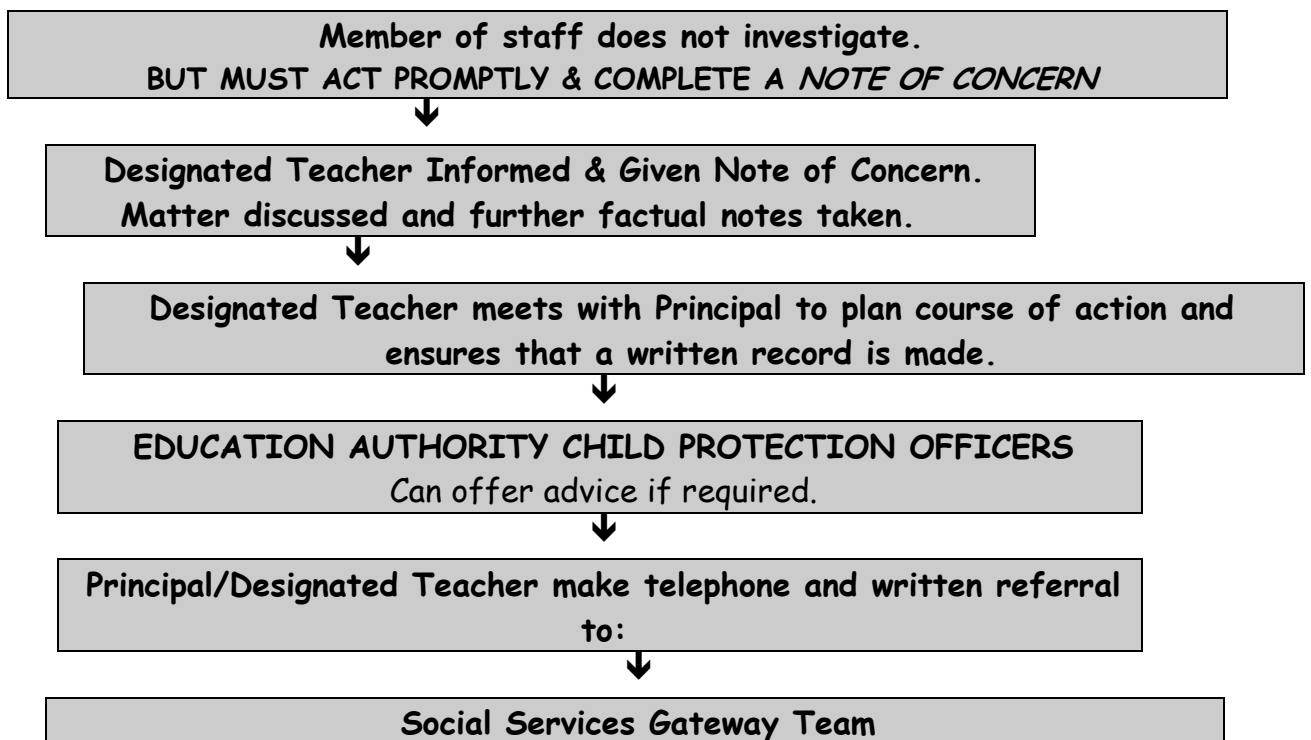 Member of staff does not investigate.
BUT MUST ACT PROMPTLY & COMPLETE A NOTE OF CONCERN
Designated Teacher Informed & Given Note of Concern.
Matter discussed and further factual notes taken.
Designated Teacher meets with Principal to plan course of action and
ensures that a written record is made.
EDUCATION AUTHORITY CHILD PROTECTION OFFICERS
Can offer advice if required.
Principal/Designated Teacher make telephone and written referral
to:
Social Services Gateway Team